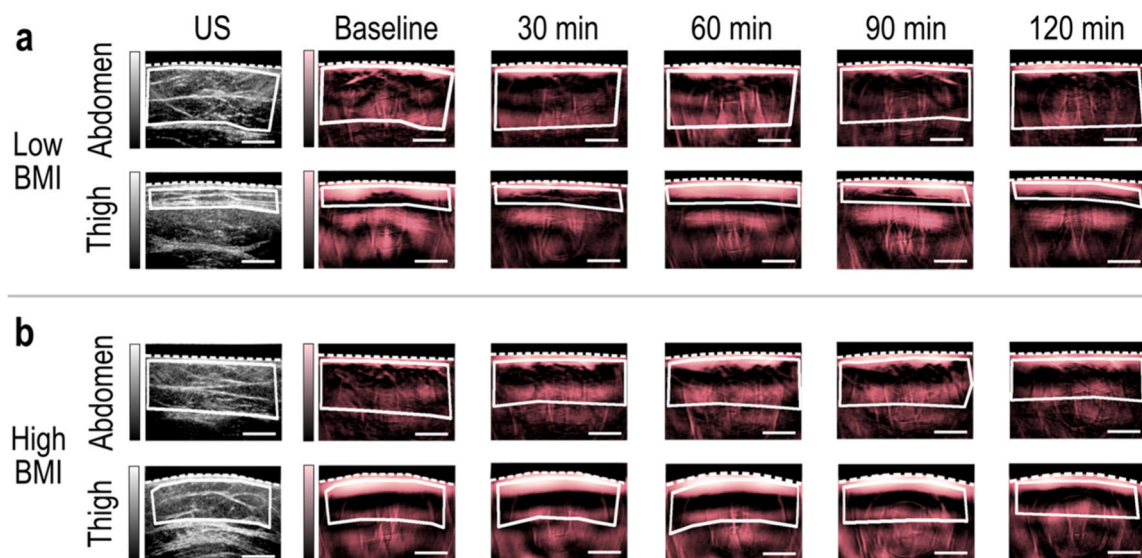 a
US Baseline 30 min 60 min 90 min 120 min
Low
BMI
Abdomen
Thigh
b
High
BMI
Abdomen
Thigh